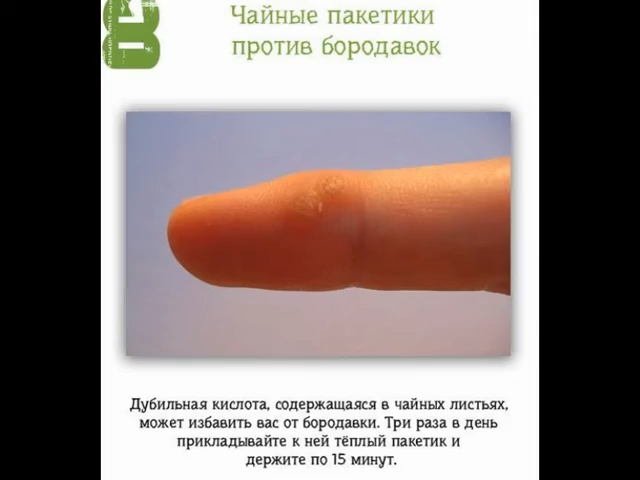 Чайные пакетики
против бородавок
Дубильная кислота, содержащаяся в чайных листьях,
может избавить вас от бородавки. Три раза в день
прикладывайте к ней тёплый пакетик и
держите по 15 минут.